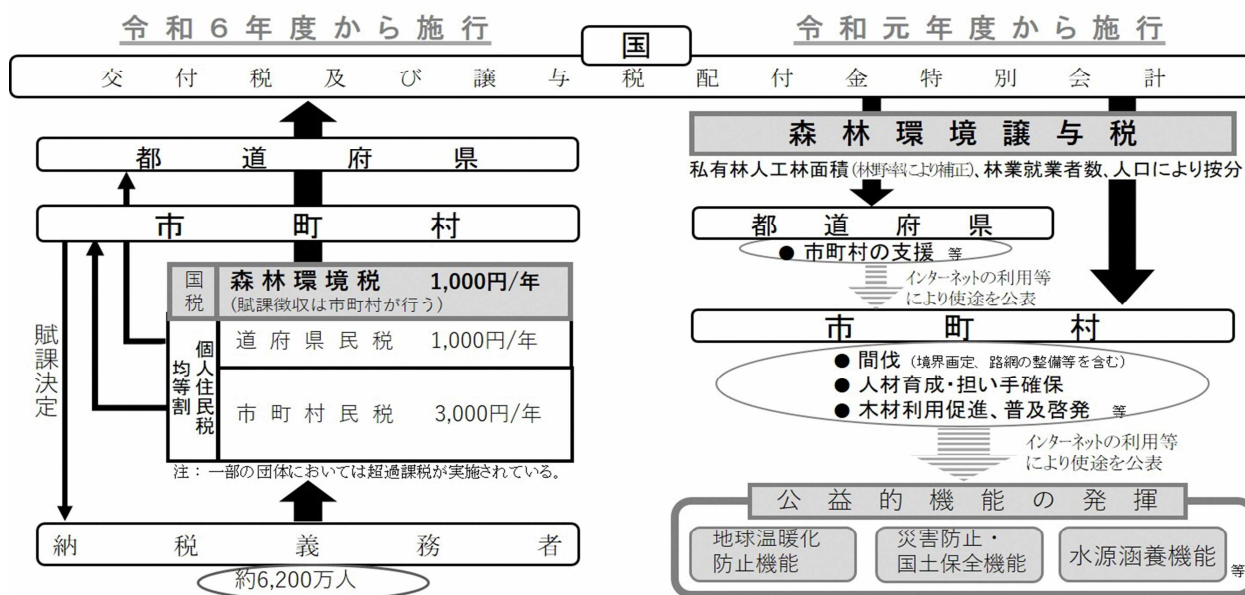 令和６年度から施行
令和元年度から施行
国
交付税及び譲与税配付金特別会計
都道府県
市町村
国税
森林環境税 1,000円/年
(賦課徴収は市町村が行う)
個人住民税均等割
道府県民税 1,000円/年
市町村民税 3,000円/年
注：一部の団体においては超過課税が実施されている。
賦課決定
納税義務者
約6,200万人
森林環境譲与税
私有林人工林面積(林野率により補正)、林業就業者数、人口により按分
都道府県
● 市町村の支援 等
インターネットの利用等
により使途を公表
市町村
● 間伐（境界画定、路網の整備等を含む）
● 人材育成・担い手確保
● 木材利用促進、普及啓発 等
インターネットの利用等
により使途を公表
公益的機能の発揮
地球温暖化
防止機能
災害防止・
国土保全機能
水源涵養機能
等